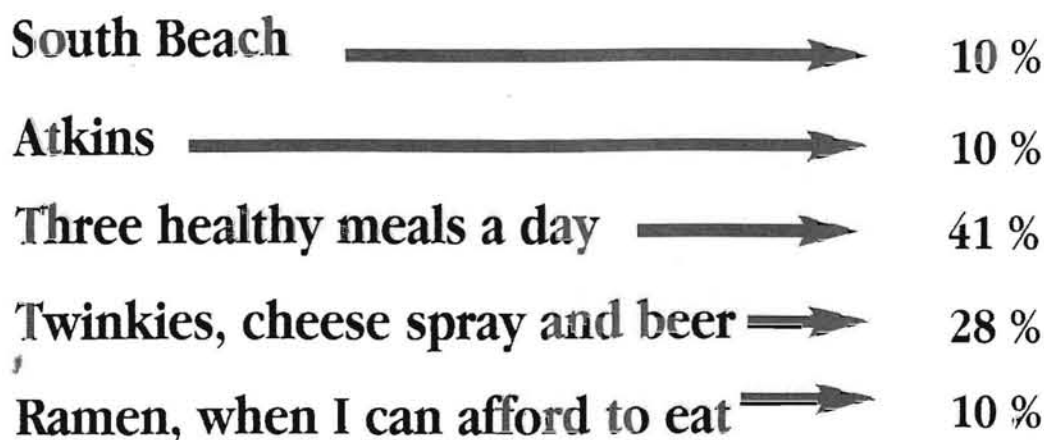 South Beach 10 %
Atkins 10 %
Three healthy meals a day 41 %
Twinkies, cheese spray and beer 28 %
Ramen, when I can afford to eat 10 %